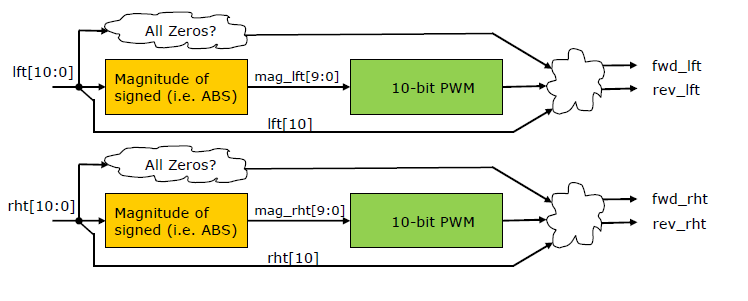 All Zeros?
lft[10:0]
Magnitude of
signed (i.e. ABS)
mag_lft[9:0]
10-bit PWM
fwd_lft
rev_lft
lft[10]
All Zeros?
rht[10:0]
Magnitude of
signed (i.e. ABS)
mag_rht[9:0]
10-bit PWM
fwd_rht
rev_rht
rht[10]